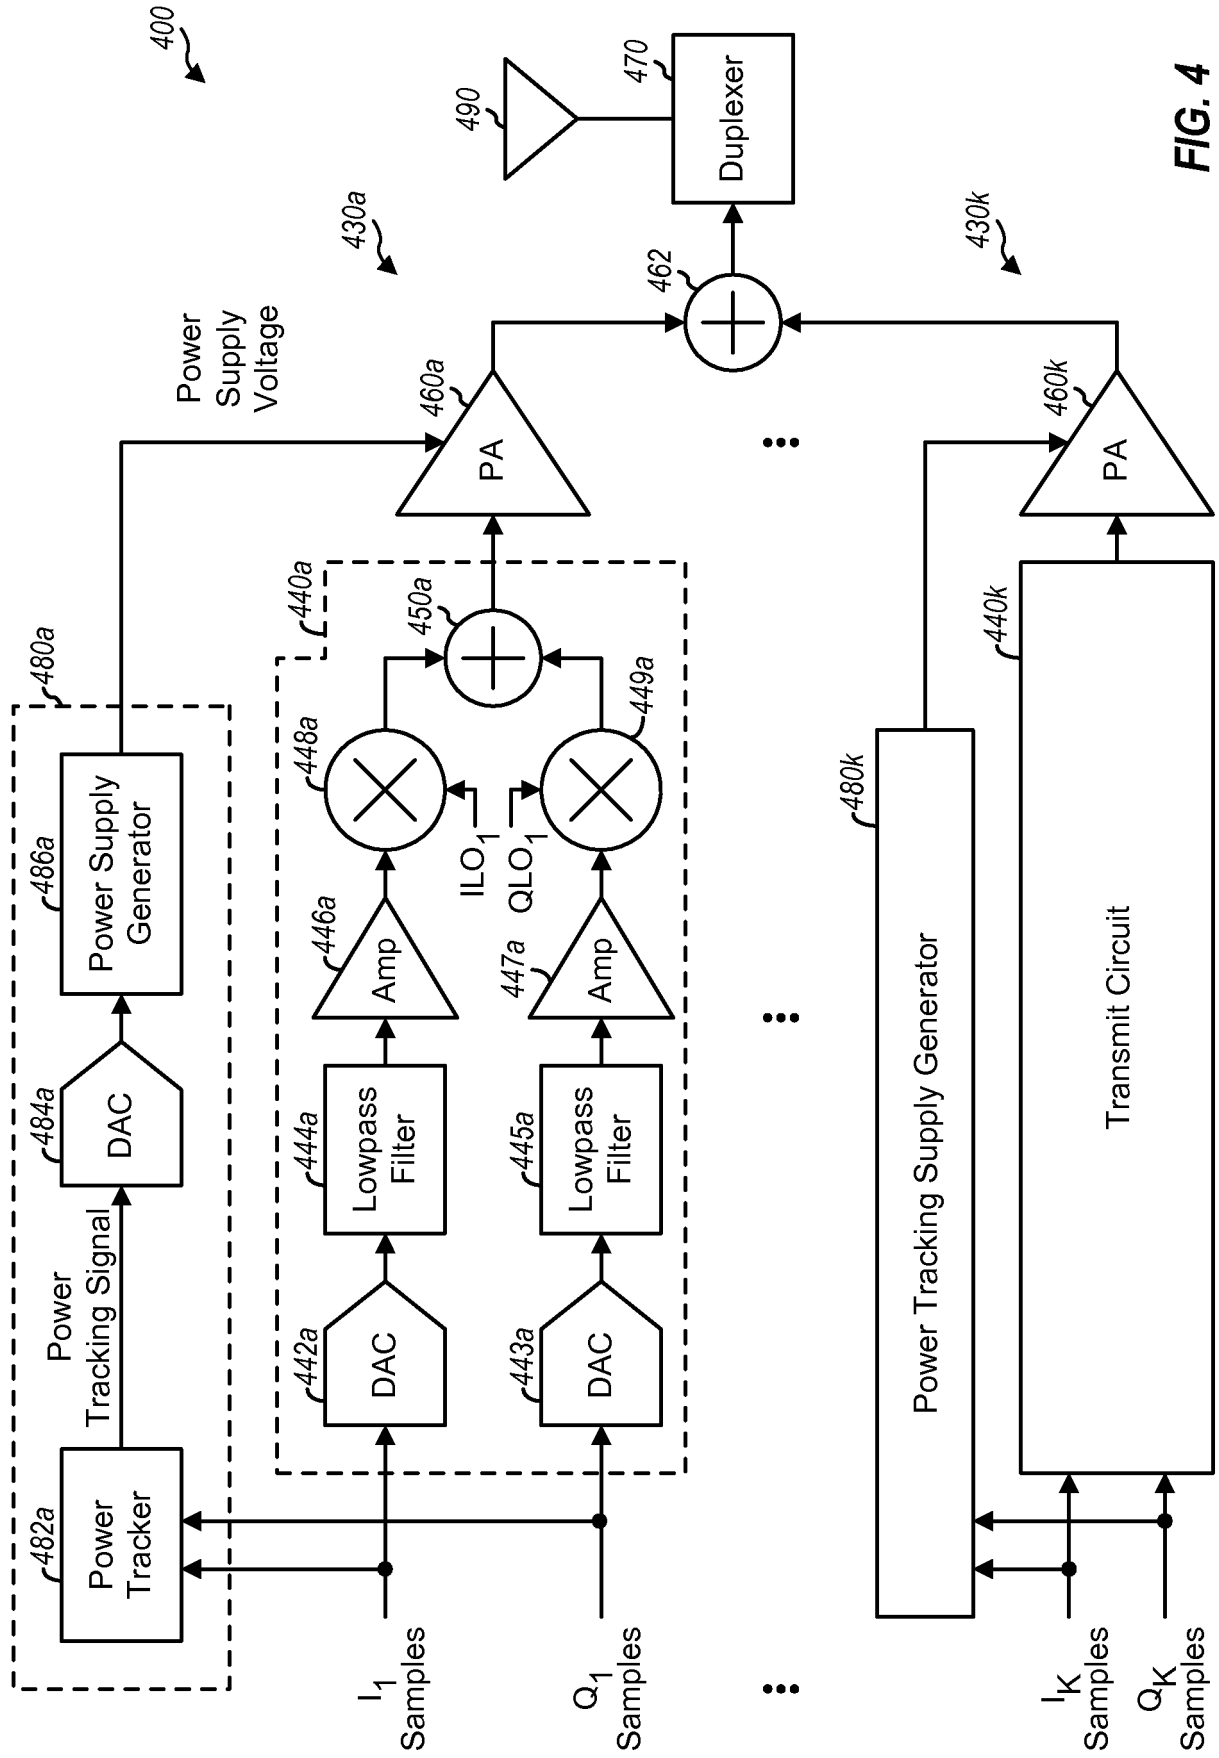 400
480a
482a
Power
Tracker
Power
Tracking Signal
484a
DAC
486a
Power Supply
Generator
Power
Supply
Voltage
430a
440a
I1
Samples
442a
DAC
444a
Lowpass
Filter
446a
Amp
448a
ILO1
QLO1
450a
Q1
Samples
443a
DAC
445a
Lowpass
Filter
447a
Amp
449a
460a
PA
462
490
470
Duplexer
430k
480k
Power Tracking Supply Generator
IK
Samples
QK
Samples
440k
Transmit Circuit
460k
PA
FIG. 4